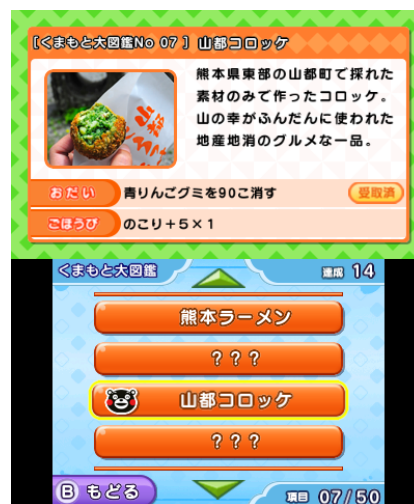 [くまもと大図鑑No 07 ] 山都コロッケ
熊本県東部の山都町で採れた
素材のみで作ったコロッケ。
山の幸がふんだんに使われた
地産地消のグルメな一品。
おだい 青りんごグミを90こ消す 受取済
ごほうび のこり+5×1
くまもと大図鑑 達成 14
熊本ラーメン
？？？
山都コロッケ
？？？
B もどる 項目 07/50